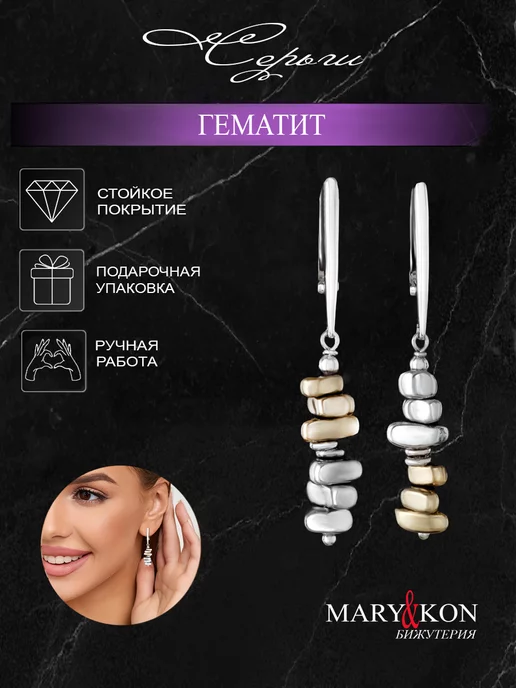 Серьги
ГЕМАТИТ
СТОЙКОЕ
ПОКРЫТИЕ
ПОДАРОЧНАЯ
УПАКОВКА
РУЧНАЯ
РАБОТА
MARY&KON
БИЖУТЕРИЯ